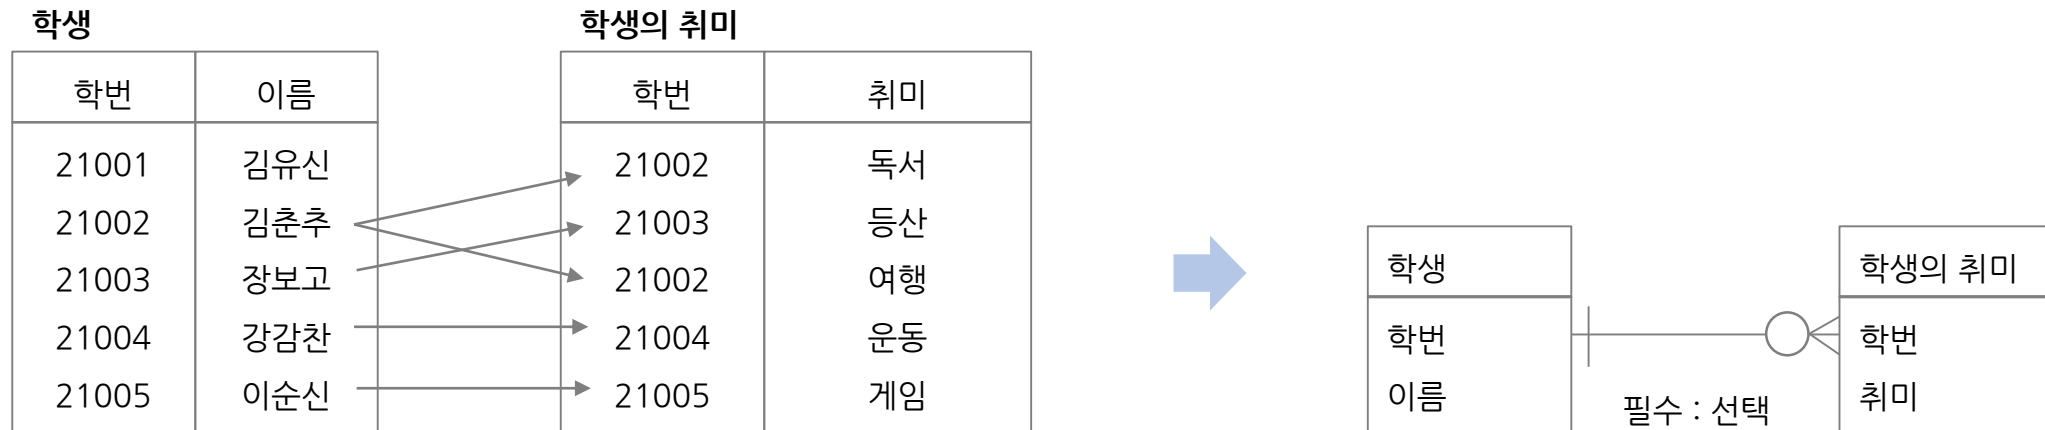 학생
학번 이름
21001 김유신
21002 김춘추
21003 장보고
21004 강감찬
21005 이순신
학생의 취미
학번 취미
21002 독서
21003 등산
21002 여행
21004 운동
21005 게임
학생
학번
이름
필수 : 선택
학생의 취미
학번
취미